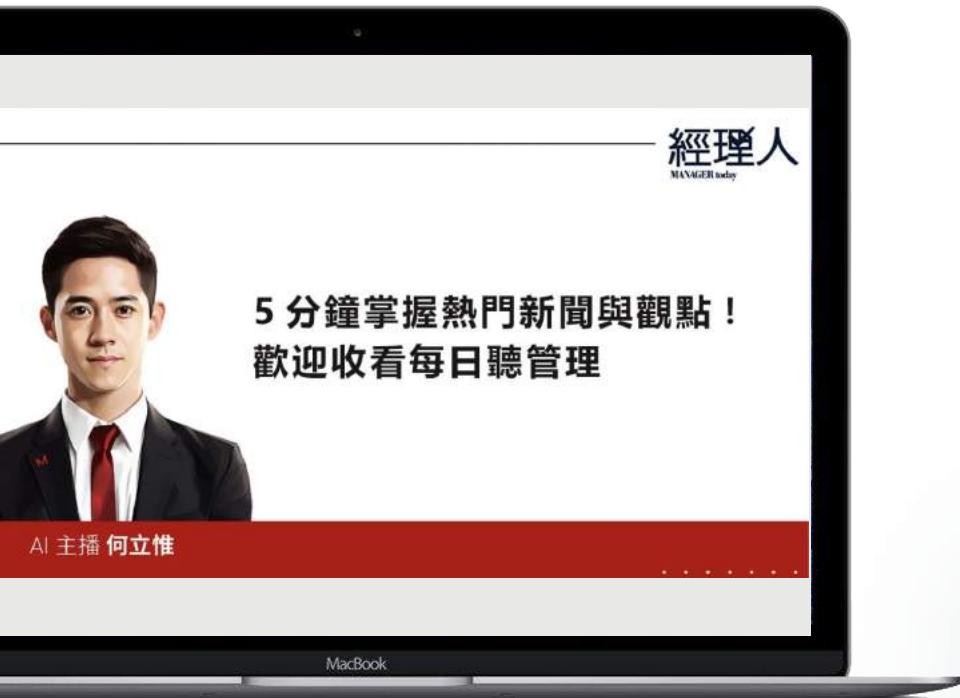 經理人
MANAGER today
5 分鐘掌握熱門新聞與觀點！
歡迎收看每日聽管理
M
AI 主播 何立惟
MacBook